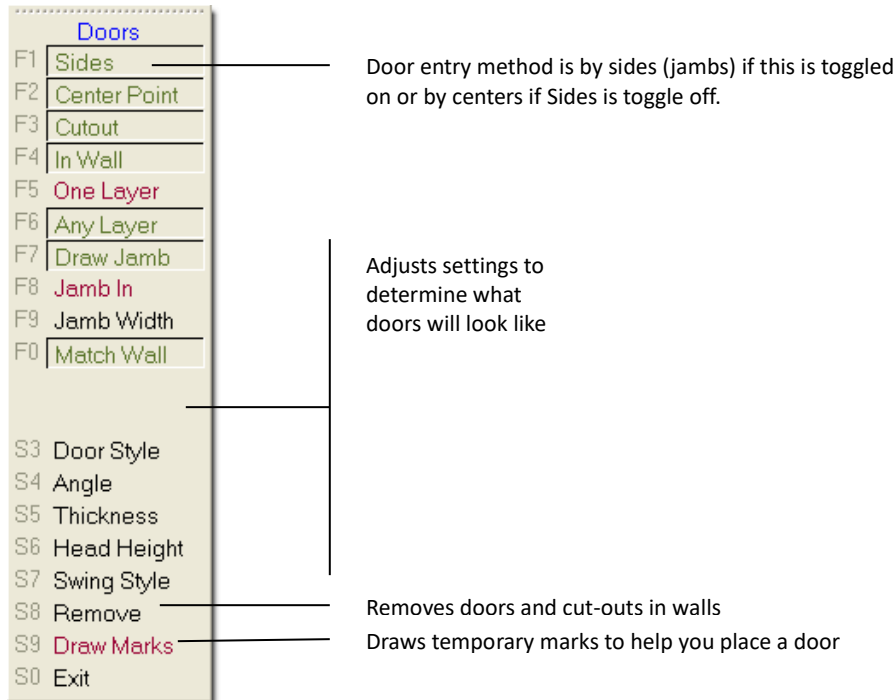 Doors
F1 Sides
F2 Center Point
F3 Cutout
F4 In Wall
F5 One Layer
F6 Any Layer
F7 Draw Jamb
F8 Jamb In
F9 Jamb Width
F0 Match Wall
S3 Door Style
S4 Angle
S5 Thickness
S6 Head Height
S7 Swing Style
S8 Remove
S9 Draw Marks
S0 Exit
Door entry method is by sides (jambs) if this is toggled
on or by centers if Sides is toggle off.
Adjusts settings to
determine what
doors will look like
Removes doors and cut-outs in walls
Draws temporary marks to help you place a door